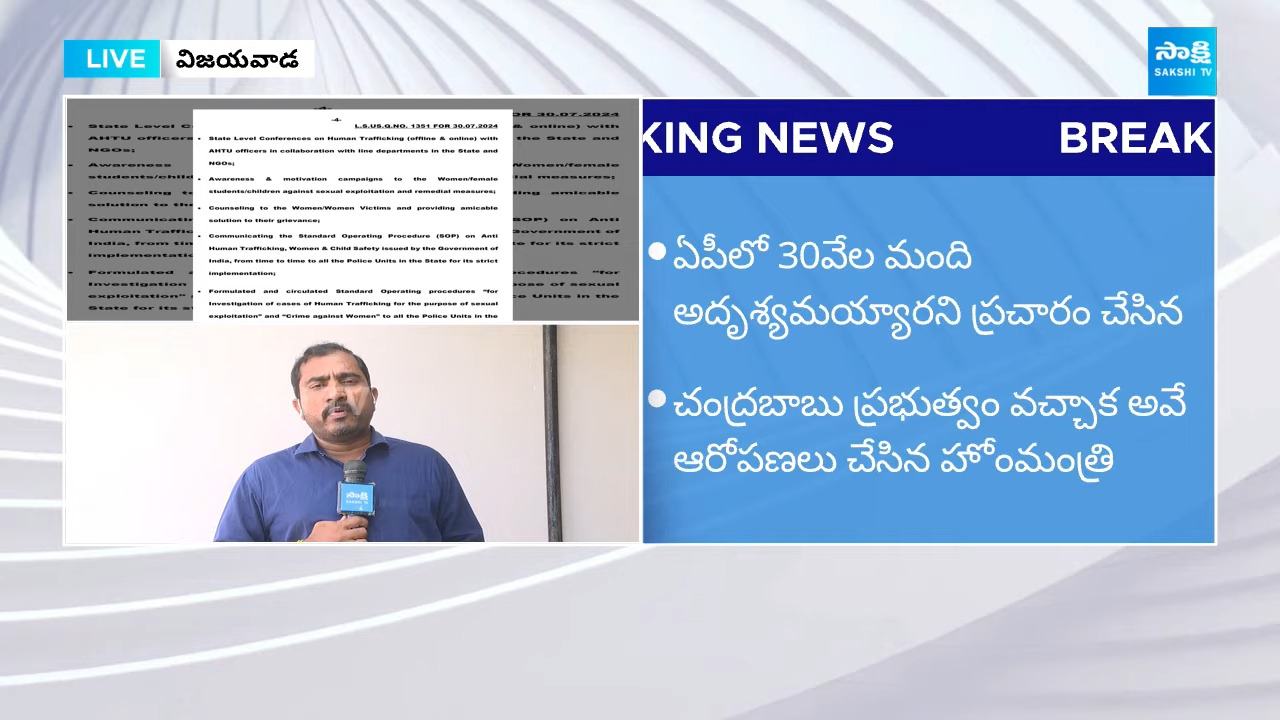 LIVE
విజయవాడ
సాక్షి
SAKSHI TV
-4-
L.S.US.Q.NO. 1351 FOR 30.07.2024
State Level Conferences on Human Trafficking (offline & online) with
AHTU officers in collaboration with line departments in the State and
NGOs;
Awareness & motivation campaigns to the Women/female
students/children against sexual exploitation and remedial measures;
Counseling to the Women/Women Victims and providing amicable
solution to their grievance;
Communicating the Standard Operating Procedure (SOP) on Anti
Human Trafficking, Women & Child Safety issued by the Government of
India, from time to time to all the Police Units in the State for its strict
implementation;
Formulated and circulated Standard Operating procedures "for
Investigation of cases of Human Trafficking for the purpose of sexual
exploitation" and "Crime against Women" to all the Police Units in the
KING NEWS BREAK
ఏపీలో 30వేల మంది
అదృశ్యమయ్యారని ప్రచారం చేసిన
చంద్రబాబు ప్రభుత్వం వచ్చాక అవే
ఆరోపణలు చేసిన హోంమంత్రి
సాక్షి
SAKSHI TV